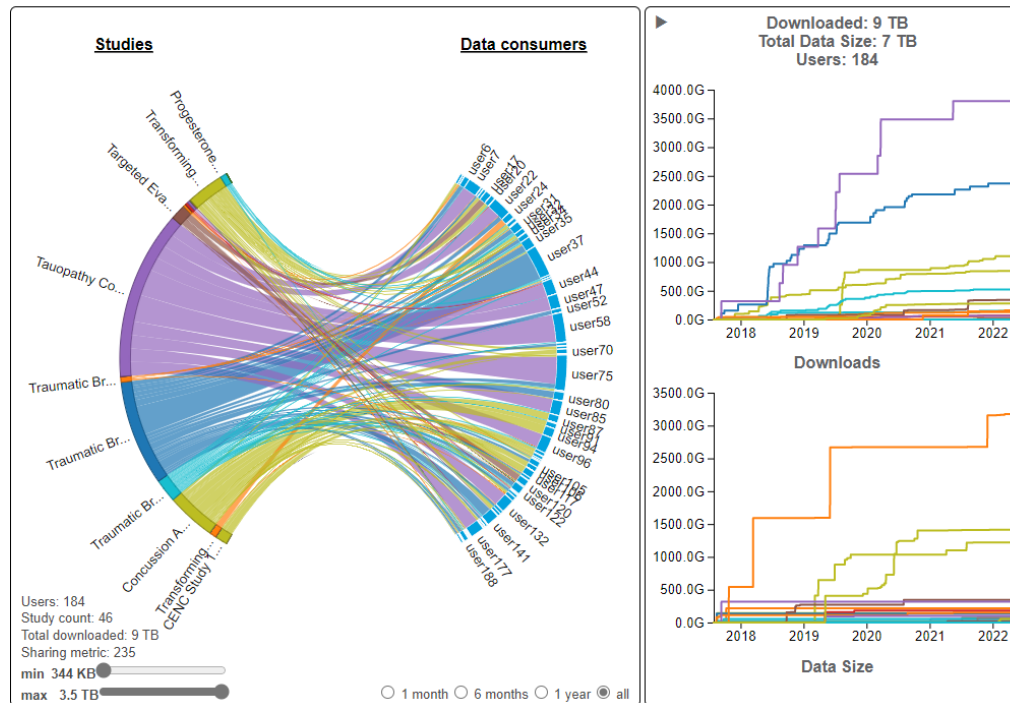 Studies
Data consumers
Progesterone...
Transforming...
Targeted Eva...
Tauopathy Co...
Traumatic Br...
Traumatic Br...
Traumatic Br...
Concussion A...
Transforming...
CENC Study 1...
user6
user7
user17
user20
user22
user24
user35
user37
user44
user47
user52
user58
user70
user75
user80
user85
user87
user91
user94
user96
user105
user120
user122
user132
user141
user177
user188
Users: 184
Study count: 46
Total downloaded: 9 TB
Sharing metric: 235
min 344 KB
max 3.5 TB
1 month 6 months 1 year all
Downloaded: 9 TB
Total Data Size: 7 TB
Users: 184
4000.0G
3500.0G
3000.0G
2500.0G
2000.0G
1500.0G
1000.0G
500.0G
0.0G
2018 2019 2020 2021 2022
Downloads
3500.0G
3000.0G
2500.0G
2000.0G
1500.0G
1000.0G
500.0G
0.0G
2018 2019 2020 2021 2022
Data Size